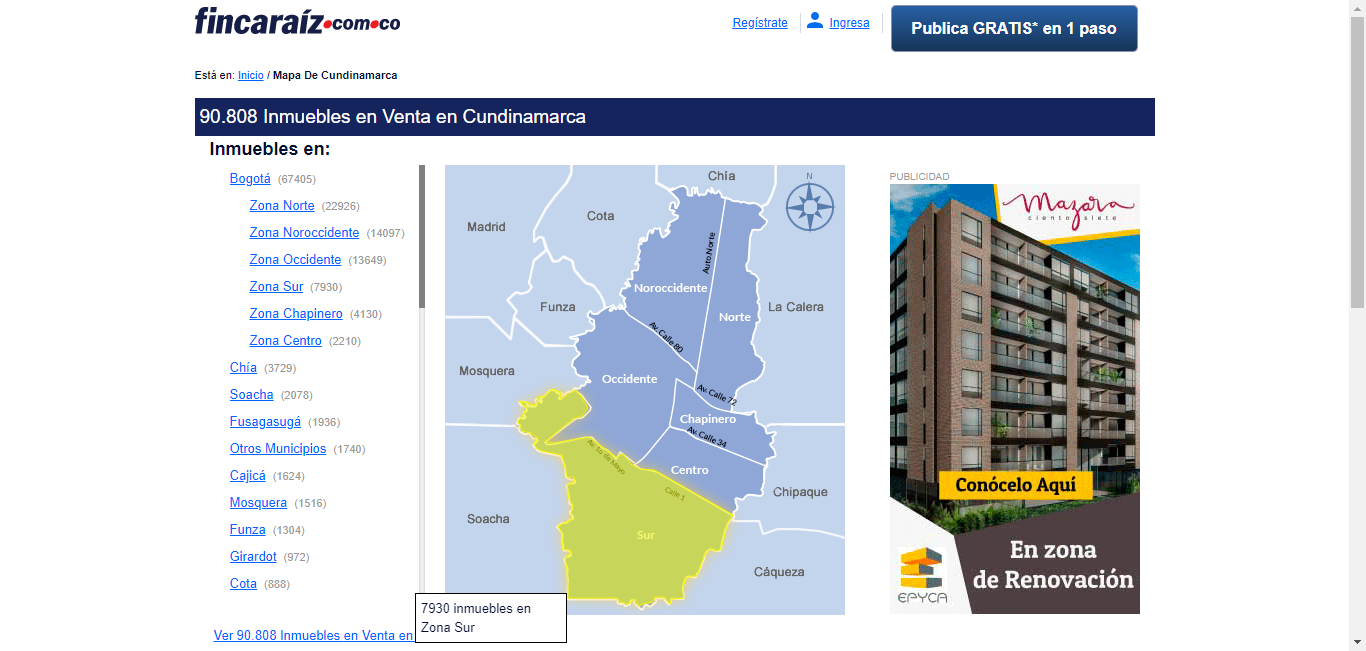 fincaraíz.com.co
Regístrate
Ingresa
Publica GRATIS* en 1 paso
Está en: Inicio / Mapa De Cundinamarca
90.808 Inmuebles en Venta en Cundinamarca
Inmuebles en:
Bogotá (67405)
Zona Norte (22926)
Zona Noroccidente (14097)
Zona Occidente (13649)
Zona Sur (7930)
Zona Chapinero (4130)
Zona Centro (2210)
Chía (3729)
Soacha (2078)
Fusagasugá (1936)
Otros Municipios (1740)
Cajicá (1624)
Mosquera (1516)
Funza (1304)
Girardot (972)
Cota (888)
Ver 90.808 Inmuebles en Venta en
7930 inmuebles en
Zona Sur
Chía
N
Cota
Madrid
Auto.Norte
Noroccidente
Funza
La Calera
Norte
Av. Calle 80
Mosquera
Occidente
Av. Calle 72
Chapinero
Av. Calle 34
Av. 1o de Mayo
Centro
Calle 1
Chipaque
Soacha
Sur
Cáqueza
PUBLICIDAD
Mazara
ciento siete
Conócelo Aquí
En zona
de Renovación
EPYCA